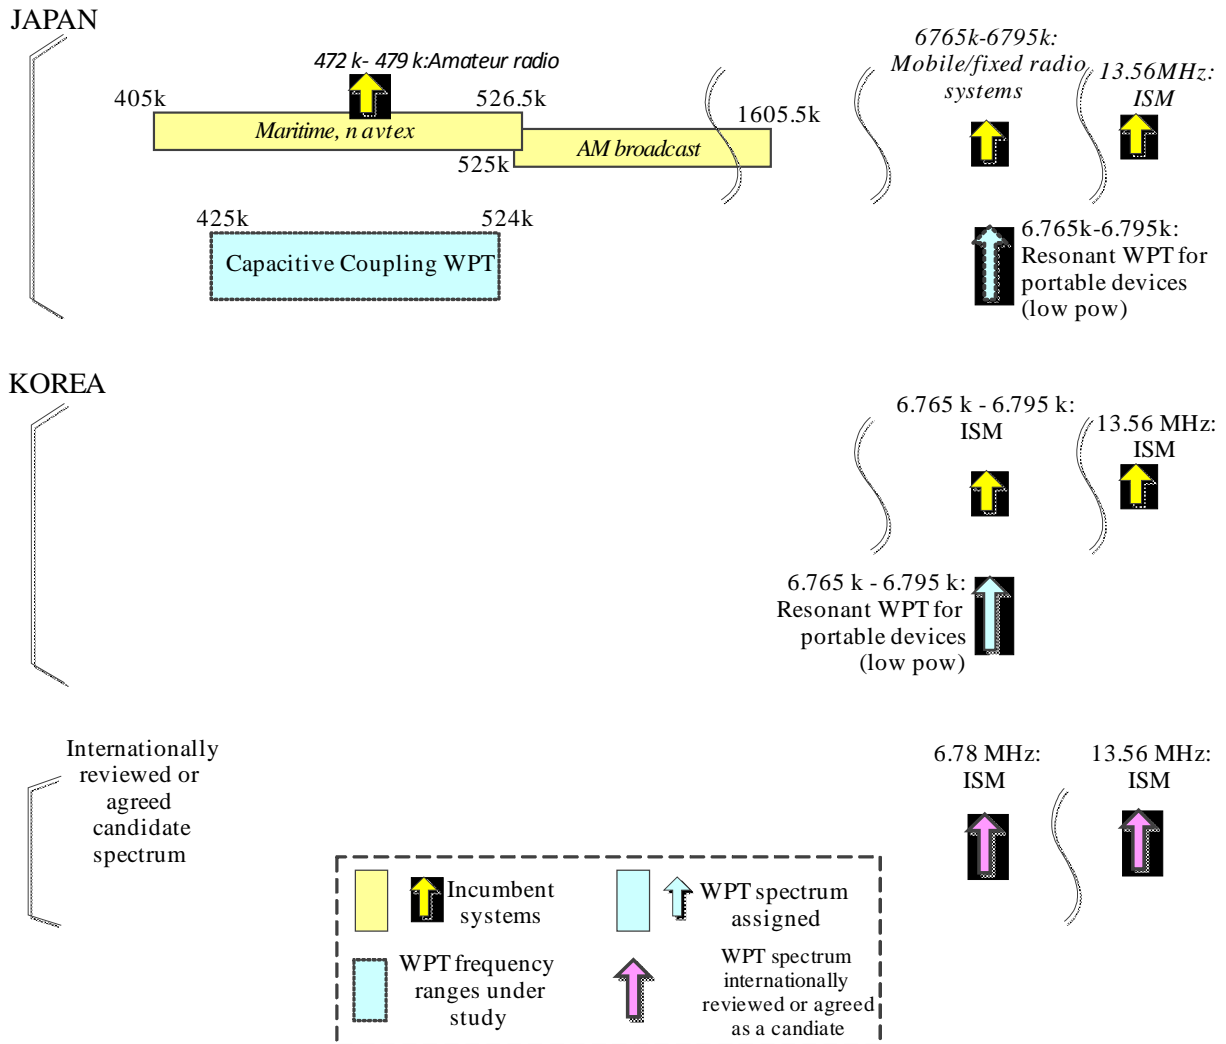 JAPAN
472 k- 479 k:Amateur radio
405k
526.5k
Maritime, n avtex
1605.5k
525k
AM broadcast
6765k-6795k:
Mobile/fixed radio
systems
13.56MHz:
ISM
425k
524k
Capacitive Coupling WPT
6.765k-6.795k:
Resonant WPT for
portable devices
(low pow)
KOREA
6.765 k - 6.795 k:
ISM
13.56 MHz:
ISM
6.765 k - 6.795 k:
Resonant WPT for
portable devices
(low pow)
Internationally
reviewed or
agreed
candidate
spectrum
6.78 MHz:
ISM
13.56 MHz:
ISM
Incumbent
systems
WPT spectrum
assigned
WPT frequency
ranges under
study
WPT spectrum
internationally
reviewed or agreed
as a candiate